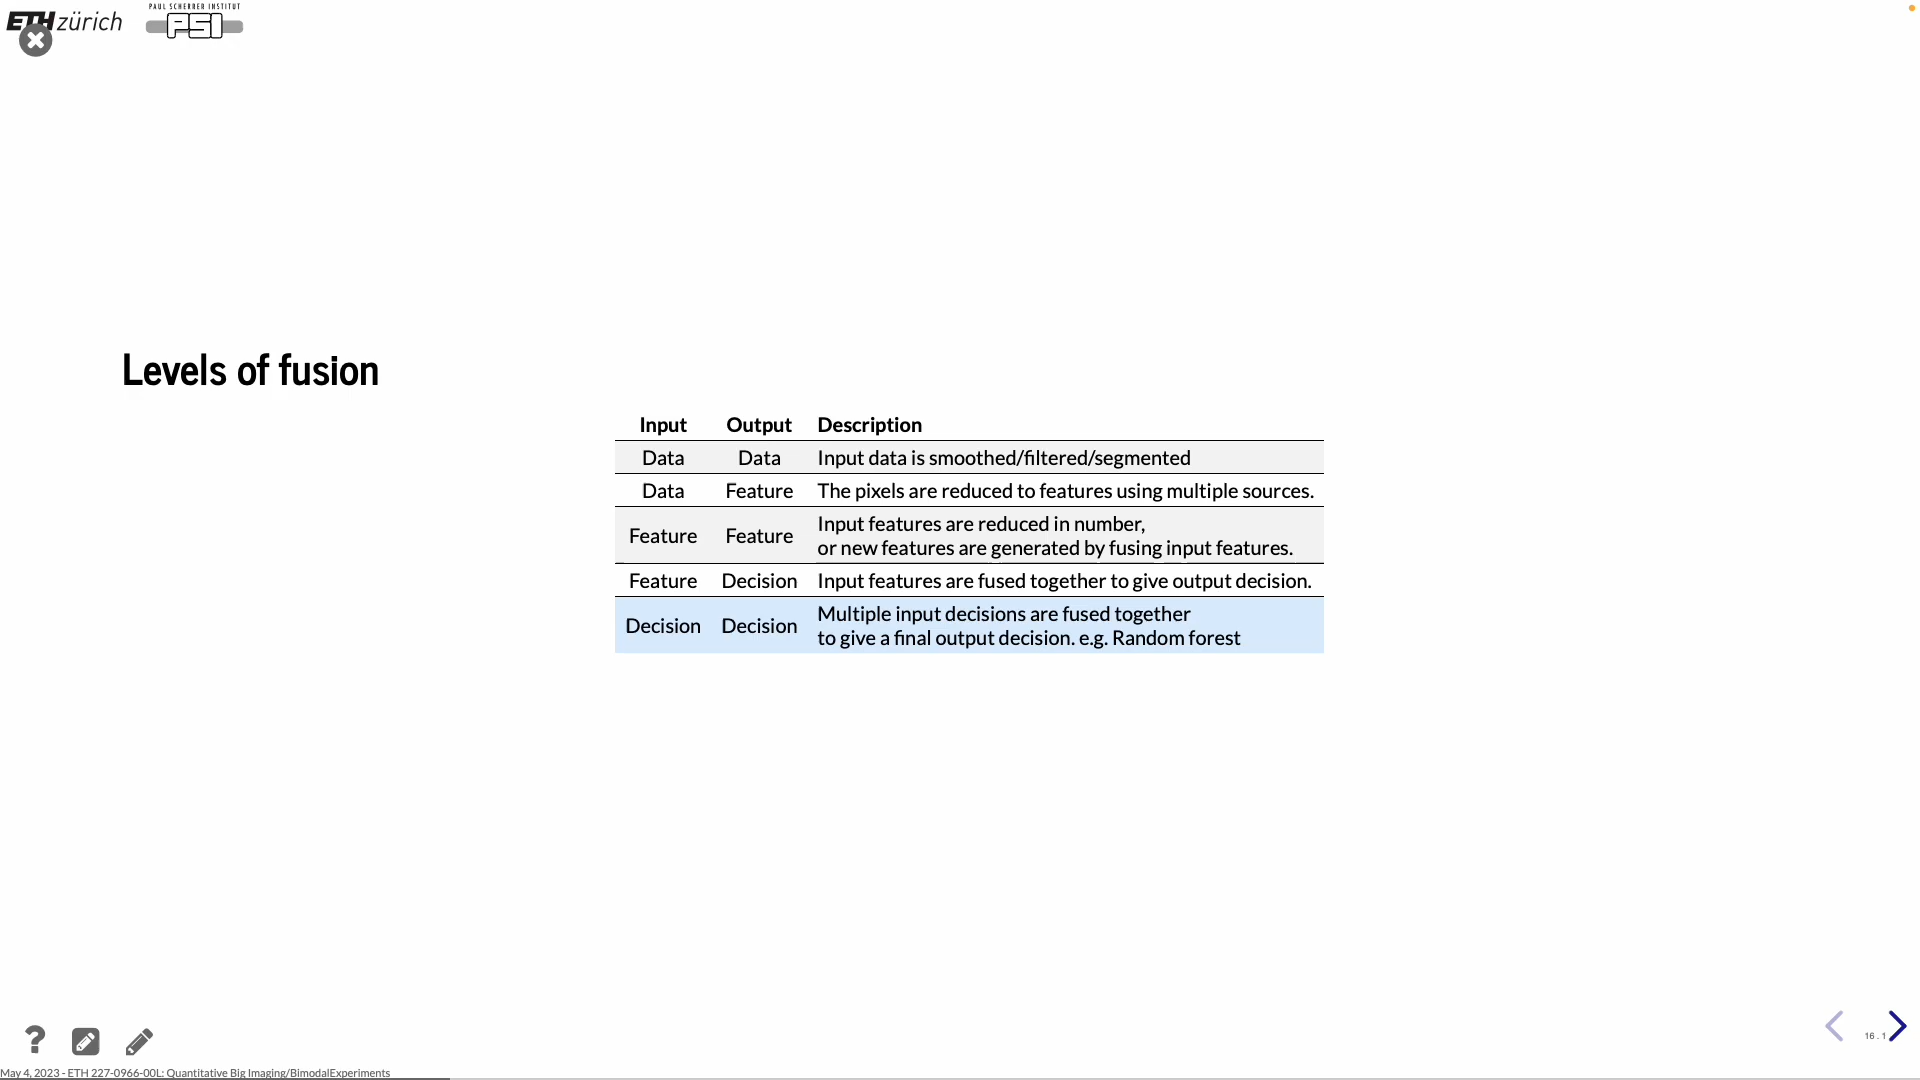 ETH zürich
PAUL SCHERRER INSTITUT
PSI
Levels of fusion
Input Output Description
Data Data Input data is smoothed/filtered/segmented
Data Feature The pixels are reduced to features using multiple sources.
Feature Feature Input features are reduced in number,
or new features are generated by fusing input features.
Feature Decision Input features are fused together to give output decision.
Decision Decision Multiple input decisions are fused together
to give a final output decision. e.g. Random forest
16 . 1
May 4, 2023 - ETH 227-0966-00L: Quantitative Big Imaging/BimodalExperiments